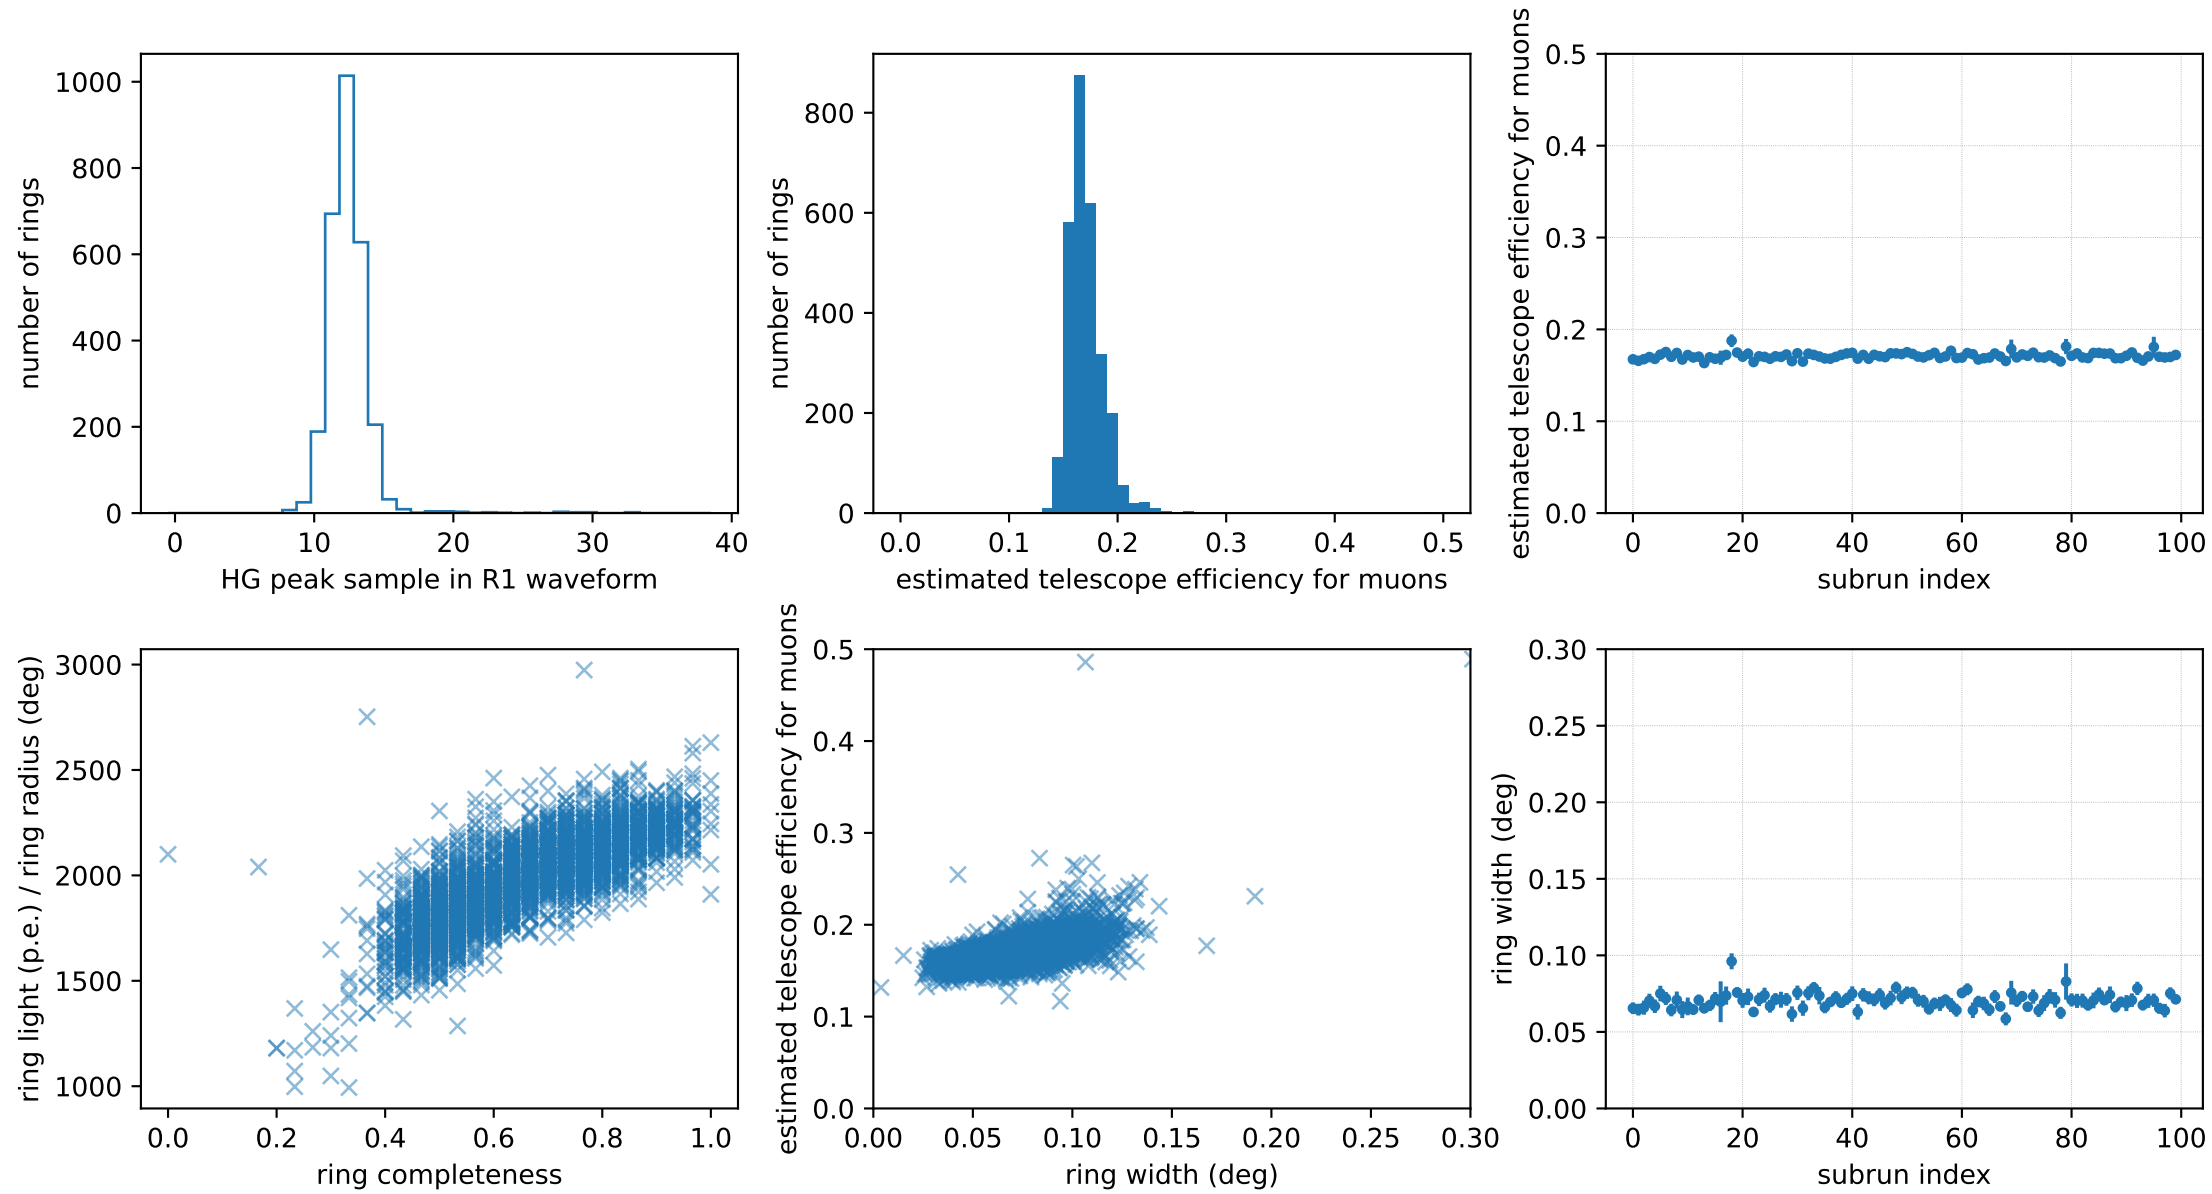 number of rings
1000
800
600
400
200
0
0 10 20 30 40
HG peak sample in R1 waveform
number of rings
800
600
400
200
0
0.0 0.1 0.2 0.3 0.4 0.5
estimated telescope efficiency for muons
estimated telescope efficiency for muons
0.5
0.4
0.3
0.2
0.1
0.0
0 20 40 60 80 100
subrun index
ring light (p.e.) / ring radius (deg)
3000
2500
2000
1500
1000
0.0 0.2 0.4 0.6 0.8 1.0
ring completeness
estimated telescope efficiency for muons
0.5
0.4
0.3
0.2
0.1
0.0
0.00 0.05 0.10 0.15 0.20 0.25 0.30
ring width (deg)
ring width (deg)
0.30
0.25
0.20
0.15
0.10
0.05
0.00
0 20 40 60 80 100
subrun index